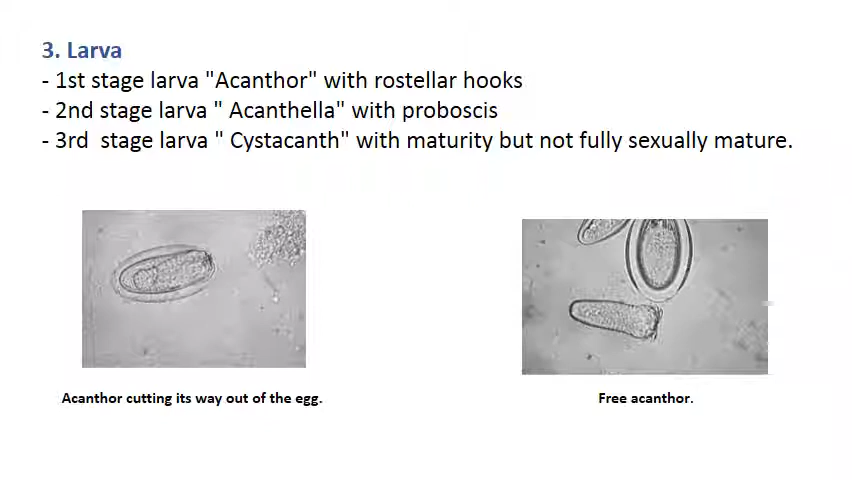 3. Larva
- 1st stage larva "Acanthor" with rostellar hooks
- 2nd stage larva " Acanthella" with proboscis
- 3rd  stage larva " Cystacanth" with maturity but not fully sexually mature.
Acanthor cutting its way out of the egg.
Free acanthor.